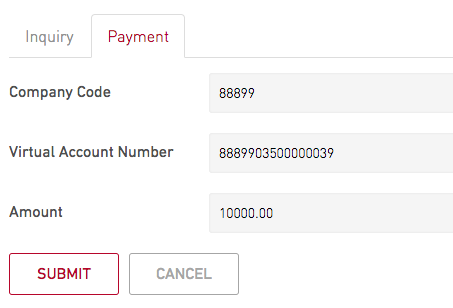 Inquiry Payment
Company Code 88899
Virtual Account Number 8889903500000039
Amount 10000.00
SUBMIT CANCEL